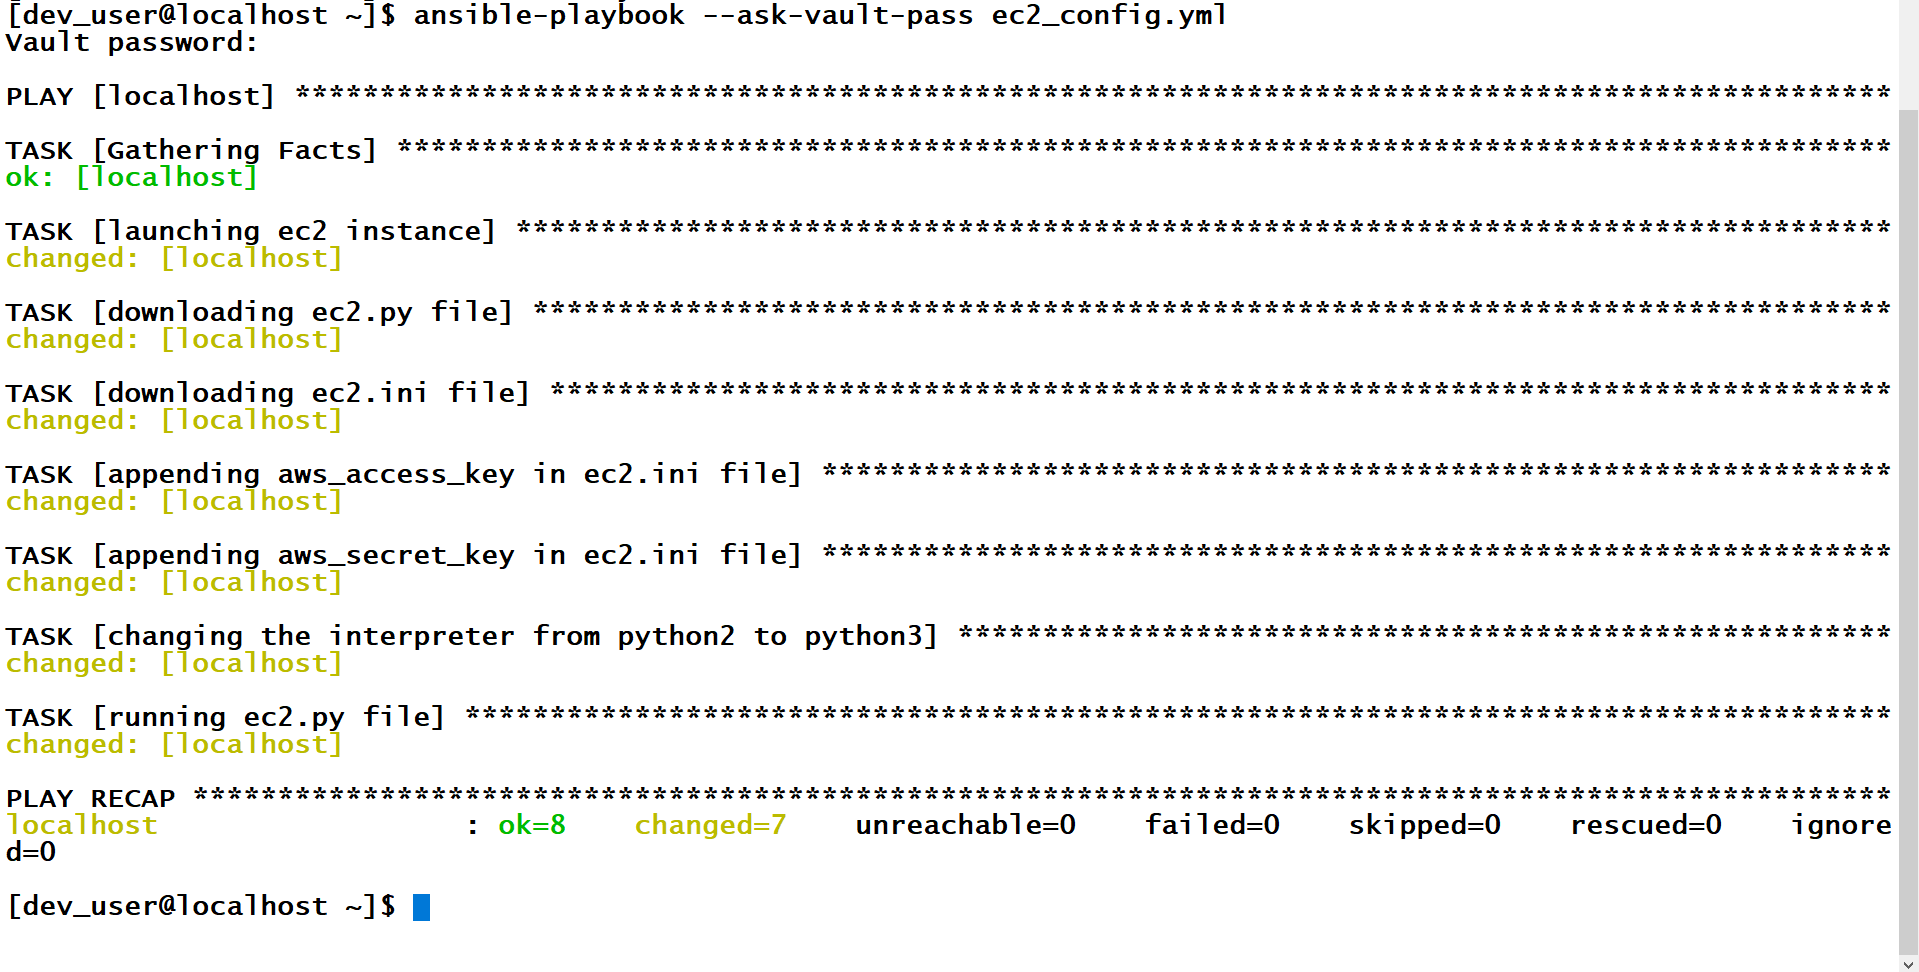 [dev_user@localhost ~]$ ansible-playbook --ask-vault-pass ec2_config.yml
Vault password:
PLAY [localhost] **********************************************************************************************
TASK [Gathering Facts] ****************************************************************************************
ok: [localhost]
TASK [launching ec2 instance] *********************************************************************************
changed: [localhost]
TASK [downloading ec2.py file] ********************************************************************************
changed: [localhost]
TASK [downloading ec2.ini file] *******************************************************************************
changed: [localhost]
TASK [appending aws_access_key in ec2.ini file] ***************************************************************
changed: [localhost]
TASK [appending aws_secret_key in ec2.ini file] ***************************************************************
changed: [localhost]
TASK [changing the interpreter from python2 to python3] *******************************************************
changed: [localhost]
TASK [running ec2.py file] ************************************************************************************
changed: [localhost]
PLAY RECAP ****************************************************************************************************
localhost                  : ok=8    changed=7    unreachable=0    failed=0    skipped=0    rescued=0    ignore
d=0
[dev_user@localhost ~]$